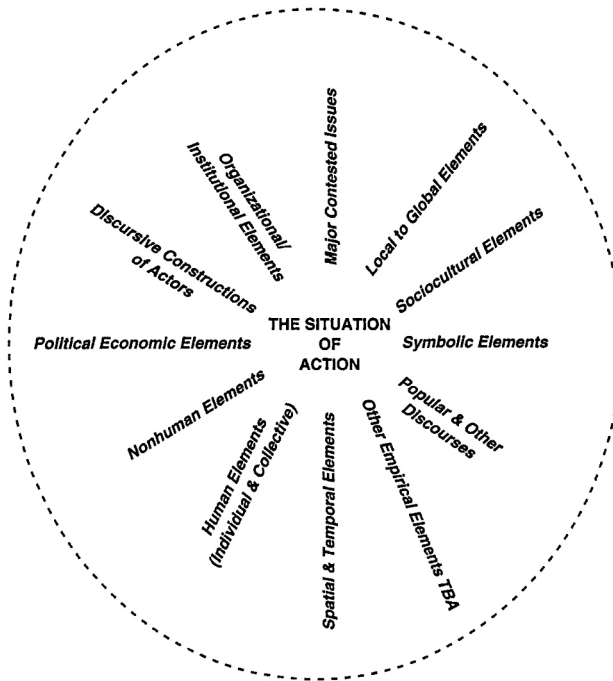 Major Contested Issues
Organizational/
Institutional Elements
Local to Global Elements
Discursive Constructions
of Actors
Sociocultural Elements
THE SITUATION
OF
ACTION
Political Economic Elements
Symbolic Elements
Nonhuman Elements
Popular & Other
Discourses
Human Elements
(Individual & Collective)
Spatial & Temporal Elements
Other Empirical Elements TBA